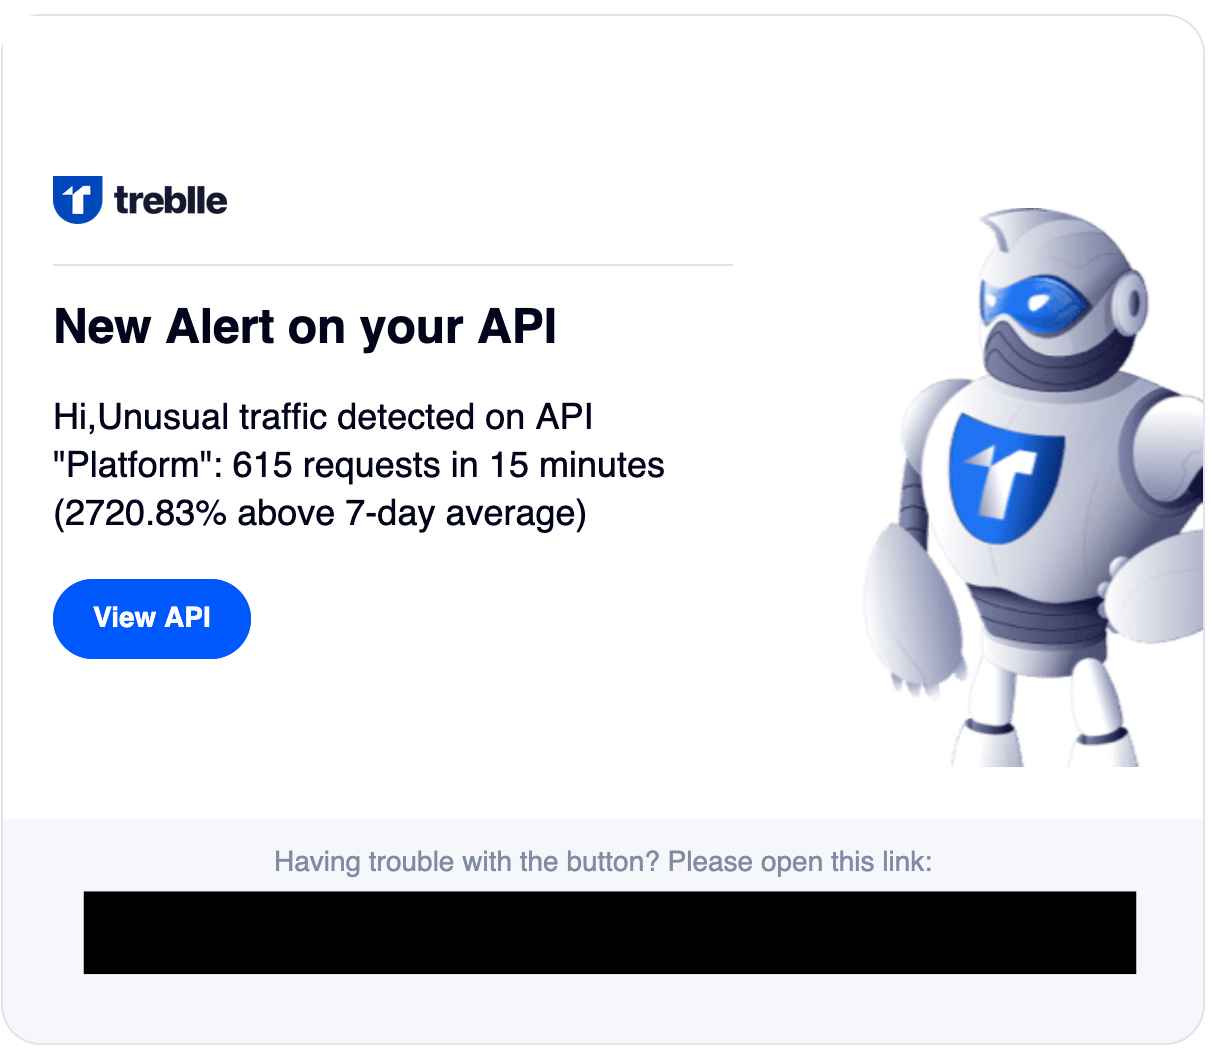 treblle
New Alert on your API
Hi,Unusual traffic detected on API
"Platform": 615 requests in 15 minutes
(2720.83% above 7-day average)
View API
Having trouble with the button? Please open this link: